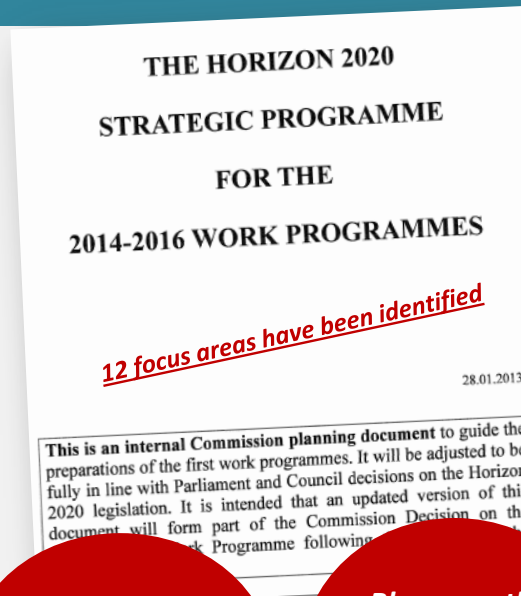 THE HORIZON 2020
STRATEGIC PROGRAMME
FOR THE
2014-2016 WORK PROGRAMMES
12 focus areas have been identified
28.01.2013
This is an internal Commission planning document to guide the
preparations of the first work programmes. It will be adjusted to be
fully in line with Parliament and Council decisions on the Horizon
2020 legislation. It is intended that an updated version of this
document will form part of the Commission Decision on the
Programme following